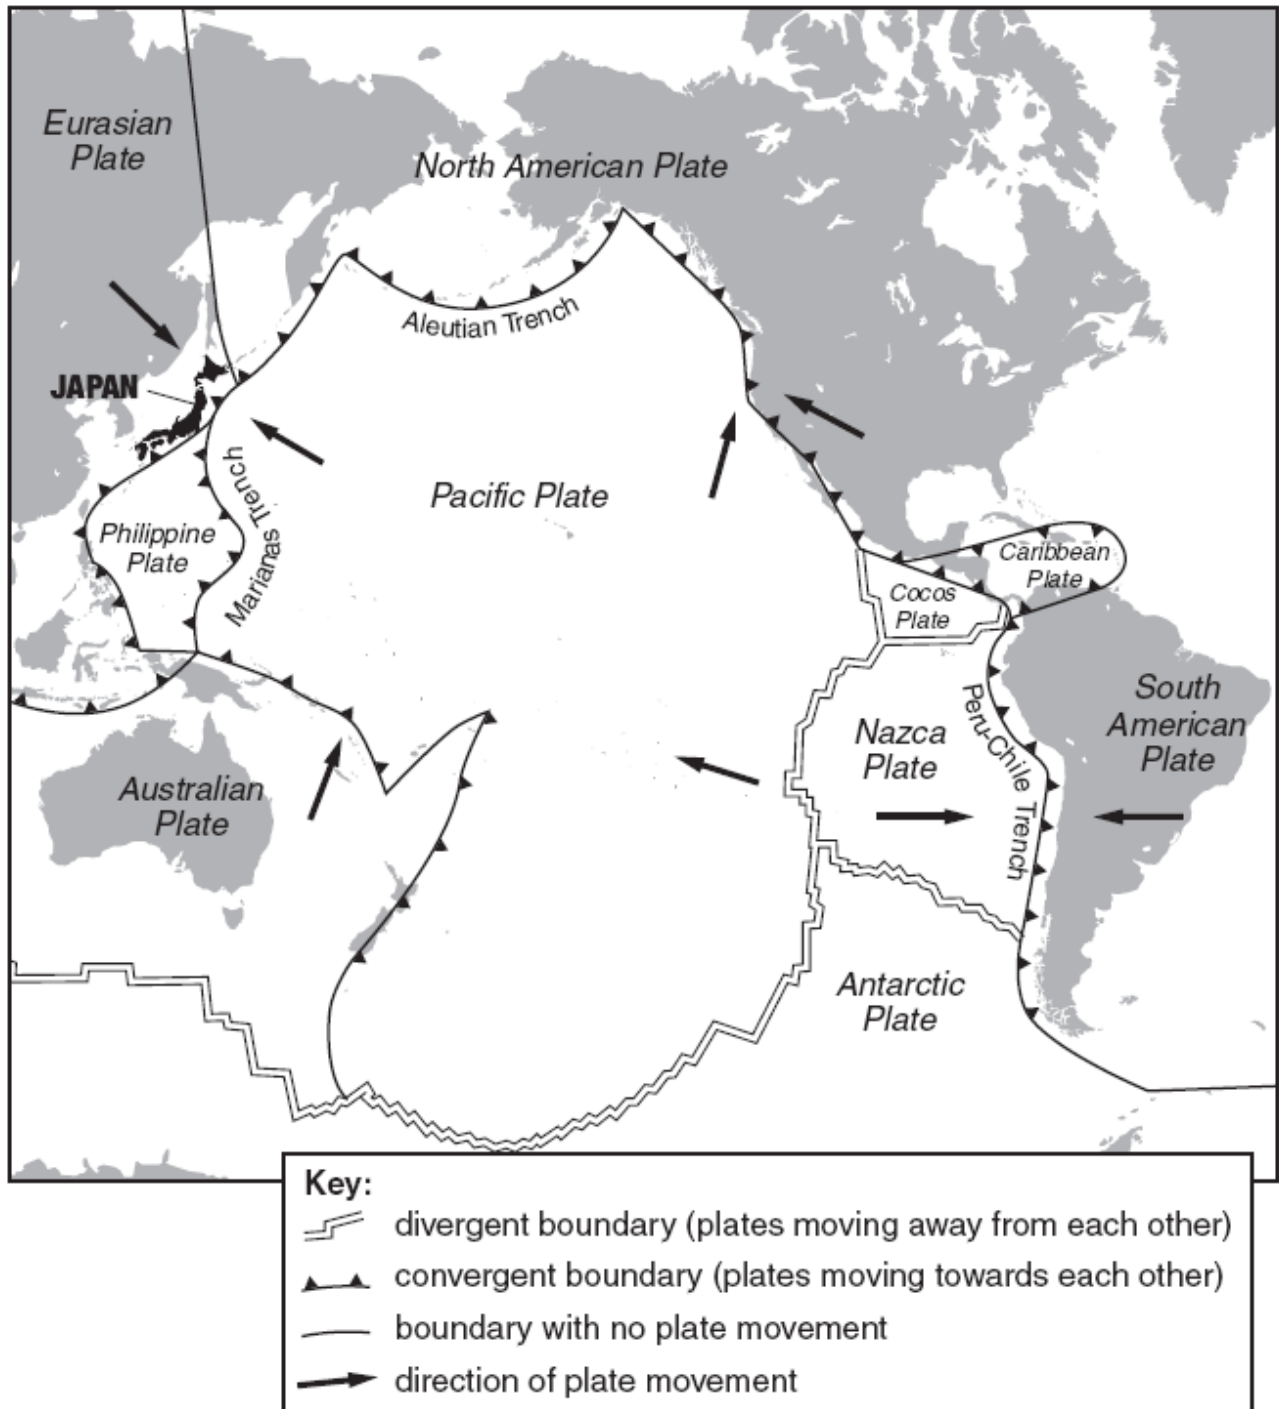 Eurasian
Plate
North American Plate
Aleutian Trench
JAPAN
Marianas Trench
Pacific Plate
Philippine
Plate
Caribbean
Plate
Cocos
Plate
South
American
Plate
Peru-Chile Trench
Nazca
Plate
Australian
Plate
Antarctic
Plate
Key:
divergent boundary (plates moving away from each other)
convergent boundary (plates moving towards each other)
boundary with no plate movement
direction of plate movement